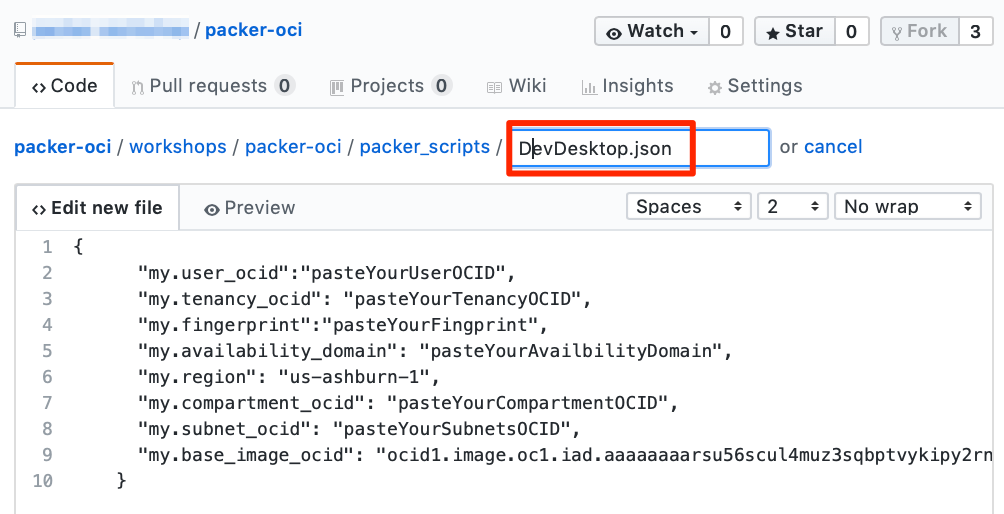 / packer-oci
Watch 0 Star 0 Fork 3
Code Pull requests 0 Projects 0 Wiki Insights Settings
packer-oci / workshops / packer-oci / packer_scripts / DevDesktop.json or cancel
Edit new file Preview Spaces 2 No wrap
1 {
2 "my.user_ocid":"pasteYourUserOCID",
3 "my.tenancy_ocid": "pasteYourTenancyOCID",
4 "my.fingerprint":"pasteYourFingprint",
5 "my.availability_domain": "pasteYourAvailbilityDomain",
6 "my.region": "us-ashburn-1",
7 "my.compartment_ocid": "pasteYourCompartmentOCID",
8 "my.subnet_ocid": "pasteYourSubnetsOCID",
9 "my.base_image_ocid": "ocid1.image.oc1.iad.aaaaaaaarsu56scul4muz3sqbptvykipy2rn
10 }